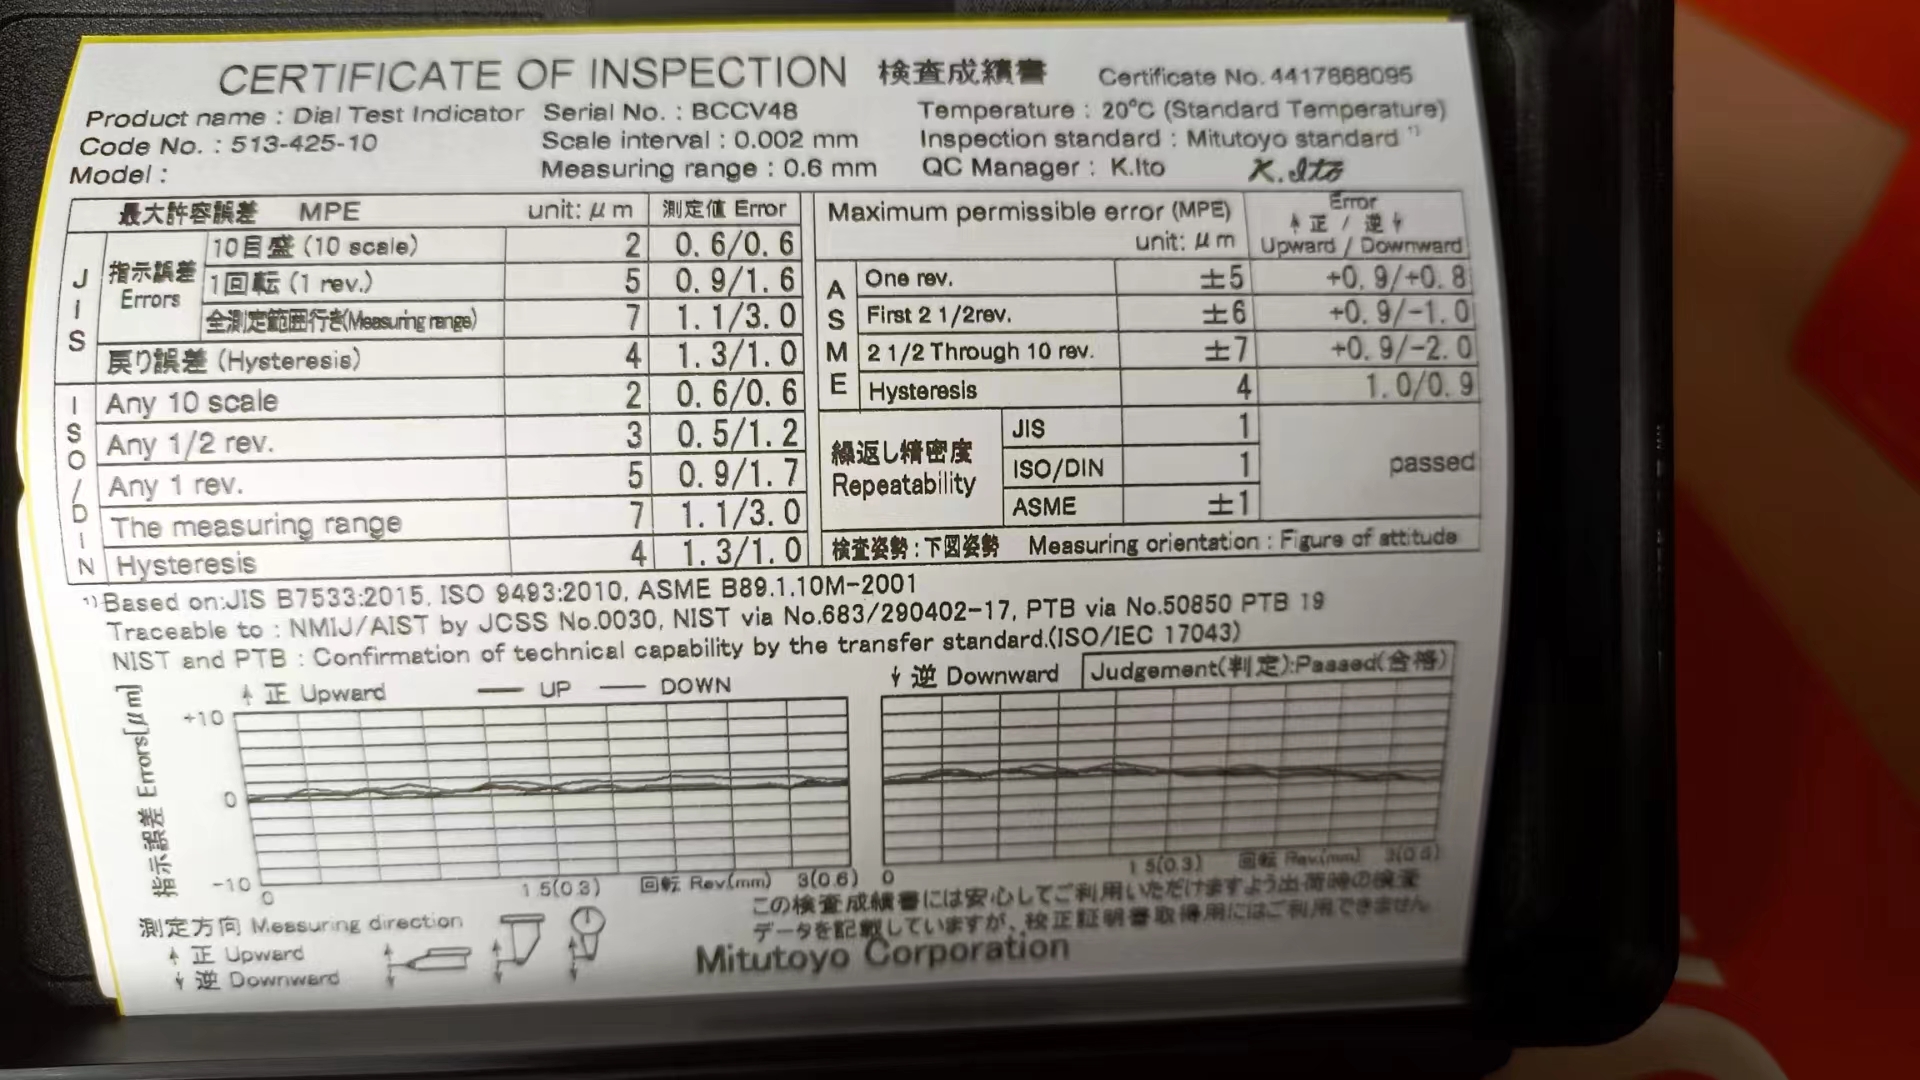 CERTIFICATE OF INSPECTION 検査成績書 Certificate No. 4417868095
Product name : Dial Test Indicator Serial No. : BCCV48 Temperature : 20°C (Standard Temperature)
Code No. : 513-425-10 Scale interval : 0.002 mm Inspection standard : Mitutoyo standard 1)
Model : Measuring range : 0.6 mm QC Manager : K.Ito K.Ito
最大許容誤差 MPE unit: μm 測定値 Error
JIS
指示誤差 Errors
10目盛 (10 scale) 2 0.6/0.6
1回転 (1 rev.) 5 0.9/1.6
全測定範囲行き(Measuring range) 7 1.1/3.0
戻り誤差 (Hysteresis) 4 1.3/1.0
ISO/DIN
Any 10 scale 2 0.6/0.6
Any 1/2 rev. 3 0.5/1.2
Any 1 rev. 5 0.9/1.7
The measuring range 7 1.1/3.0
Hysteresis 4 1.3/1.0
Maximum permissible error (MPE) unit: μm
Error
↑ 正 / 逆 ↓
Upward / Downward
ASME
One rev. ±5 +0.9/+0.8
First 2 1/2rev. ±6 +0.9/-1.0
2 1/2 Through 10 rev. ±7 +0.9/-2.0
Hysteresis 4 1.0/0.9
繰返し精密度 Repeatability
JIS 1
ISO/DIN 1
ASME ±1
passed
検査姿勢 : 下図姿勢 Measuring orientation : Figure of attitude
1) Based on:JIS B7533:2015, ISO 9493:2010, ASME B89.1.10M-2001
Traceable to : NMIJ/AIST by JCSS No.0030, NIST via No.683/290402-17, PTB via No.50850 PTB 19
NIST and PTB : Confirmation of technical capability by the transfer standard.(ISO/IEC 17043)
↑ 正 Upward UP DOWN
↓ 逆 Downward Judgement(判定):Passed(合格)
指示誤差 Errors[μm]
+10
0
-10
0 1.5(0.3) 回転 Rev(mm) 3(0.6)
0 1.5(0.3) 回転 Rev(mm) 3(0.6)
測定方向 Measuring direction
↑ 正 Upward
↓ 逆 Downward
この検査成績書には安心してご利用いただけますよう出荷時の検査
データを記載していますが、校正証明書取得用にはご利用できません
Mitutoyo Corporation